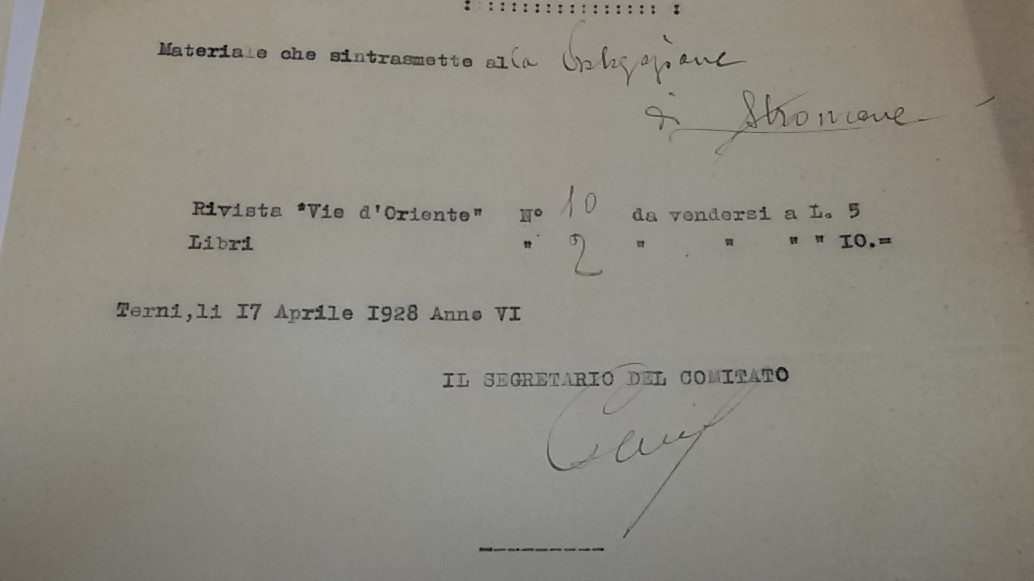 : ::::::::::::::: :
Materiale che sintrasmette alla Delegazione
di Stroncone
Rivista "Vie d'Oriente" N° 10 da vendersi a L. 5
Libri " 2 " " " " IO.=
Terni,li I7 Aprile I928 Anno VI
IL SEGRETARIO DEL COMITATO